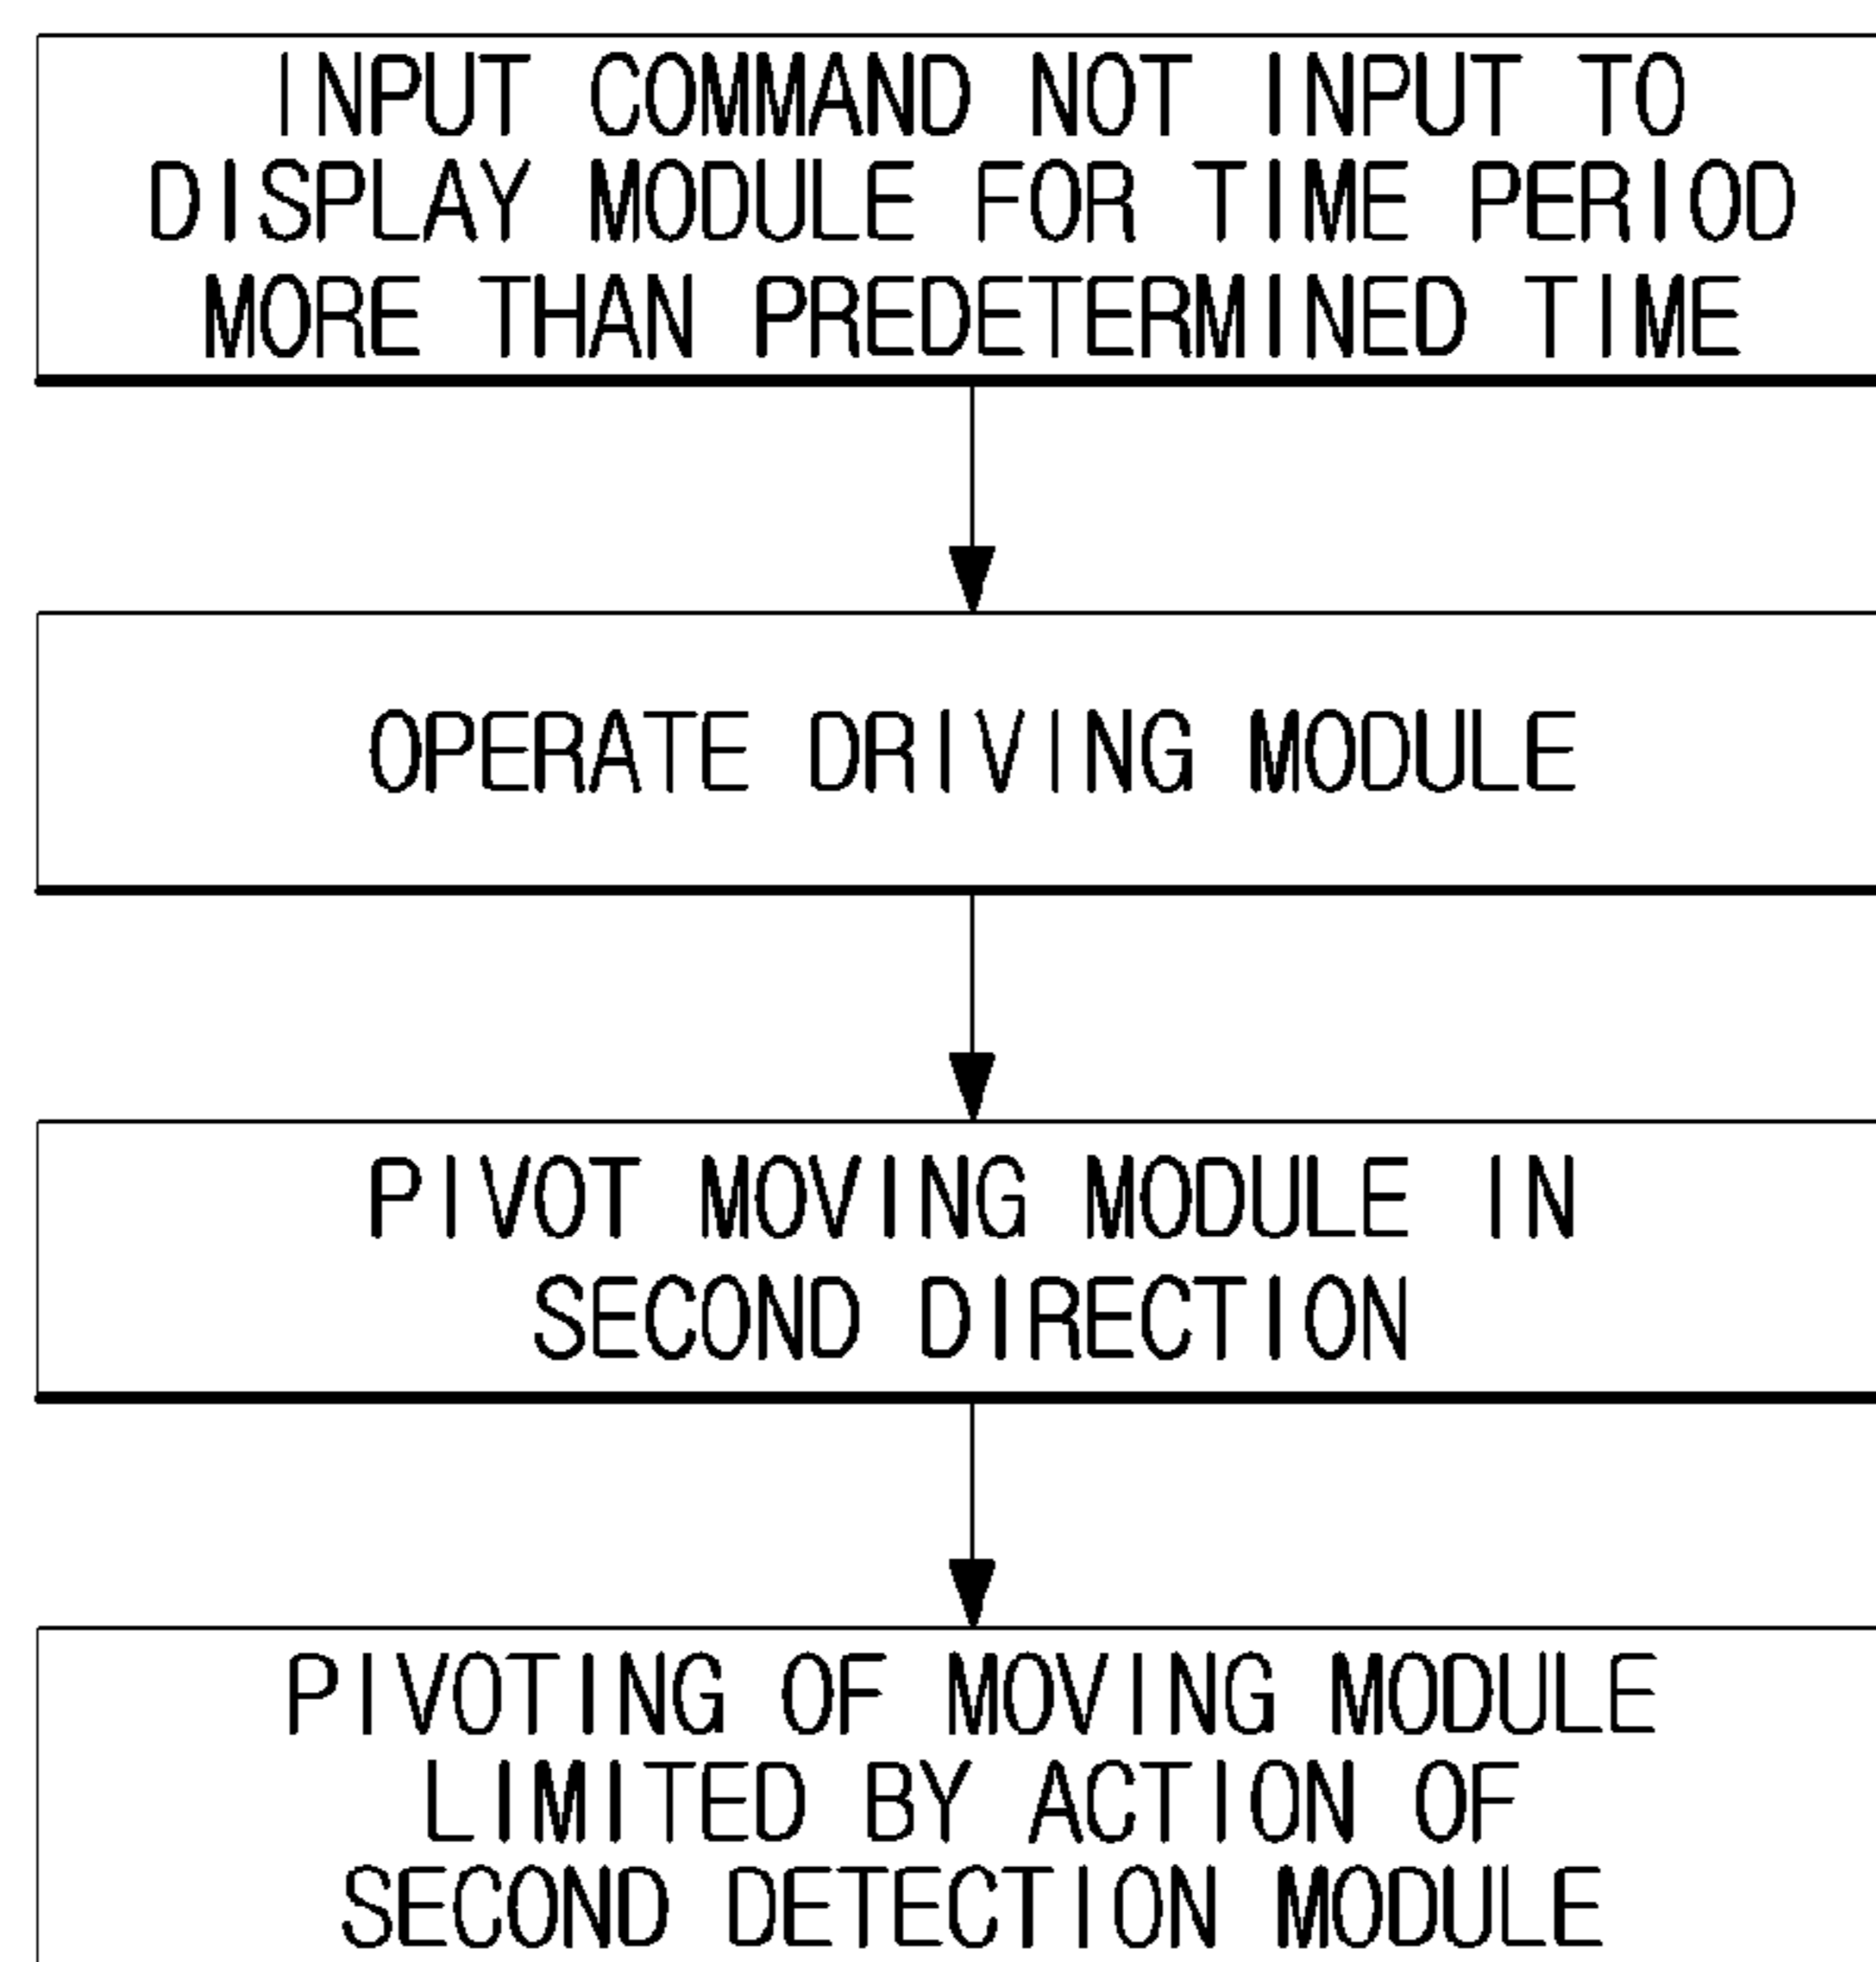 INPUT COMMAND NOT INPUT TO
DISPLAY MODULE FOR TIME PERIOD
MORE THAN PREDETERMINED TIME
OPERATE DRIVING MODULE
PIVOT MOVING MODULE IN
SECOND DIRECTION
PIVOTING OF MOVING MODULE
LIMITED BY ACTION OF
SECOND DETECTION MODULE